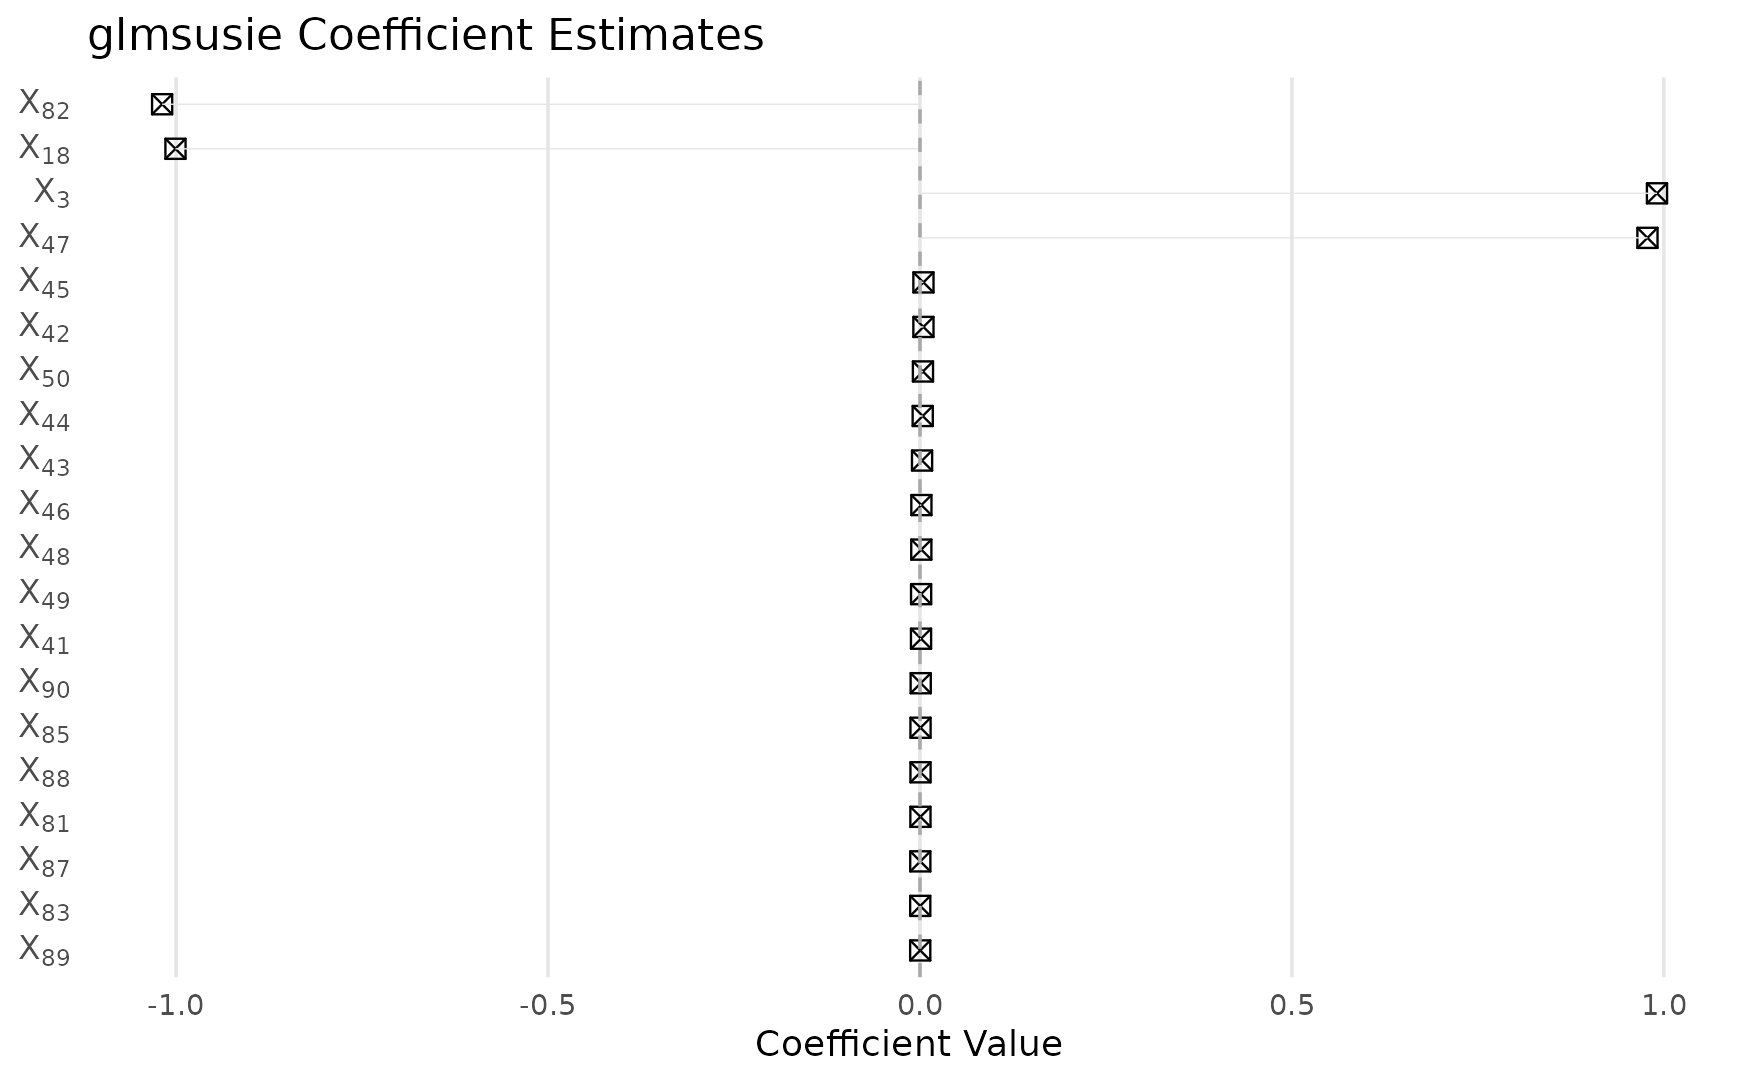 glmsusie Coefficient Estimates
X₈₂
X₁₈
X₃
X₄₇
X₄₅
X₄₂
X₅₀
X₄₄
X₄₃
X₄₆
X₄₈
X₄₉
X₄₁
X₉₀
X₈₅
X₈₈
X₈₁
X₈₇
X₈₃
X₈₉
-1.0 -0.5 0.0 0.5 1.0
Coefficient Value